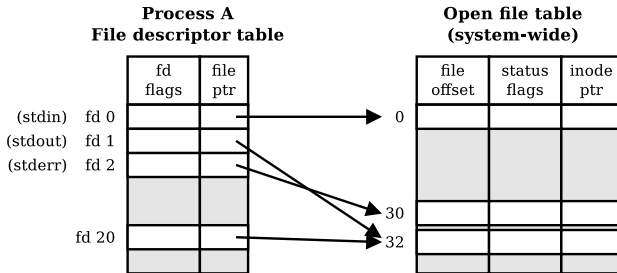 Process A
File descriptor table
Open file table
(system-wide)
fd
flags
file
ptr
file
offset
status
flags
inode
ptr
(stdin) fd 0
0
(stdout) fd 1
(stderr) fd 2
30
fd 20
32